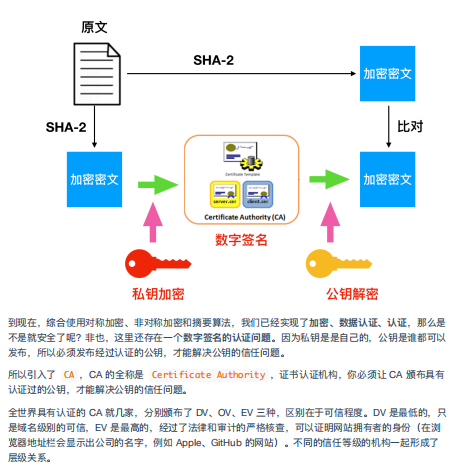 原文
SHA-2
加密密文
SHA-2
比对
加密密文
Certificate Template
server.cer
client.cer
加密密文
Certificate Authority (CA)
数字签名
私钥加密
公钥解密
到现在，综合使用对称加密、非对称加密和摘要算法，我们已经实现了加密、数据认证、认证，那么是
不是就安全了呢？非也，这里还存在一个数字签名的认证问题。因为私钥是是自己的，公钥是谁都可以
发布，所以必须发布经过认证的公钥，才能解决公钥的信任问题。
所以引入了 CA ，CA 的全称是 Certificate Authority ，证书认证机构，你必须让 CA 颁布具有
认证过的公钥，才能解决公钥的信任问题。
全世界具有认证的 CA 就几家，分别颁布了 DV、OV、EV 三种，区别在于可信程度。DV 是最低的，只
是域名级别的可信，EV 是最高的，经过了法律和审计的严格核查，可以证明网站拥有者的身份（在浏
览器地址栏会显示出公司的名字，例如 Apple、GitHub 的网站）。不同的信任等级的机构一起形成了
层级关系。